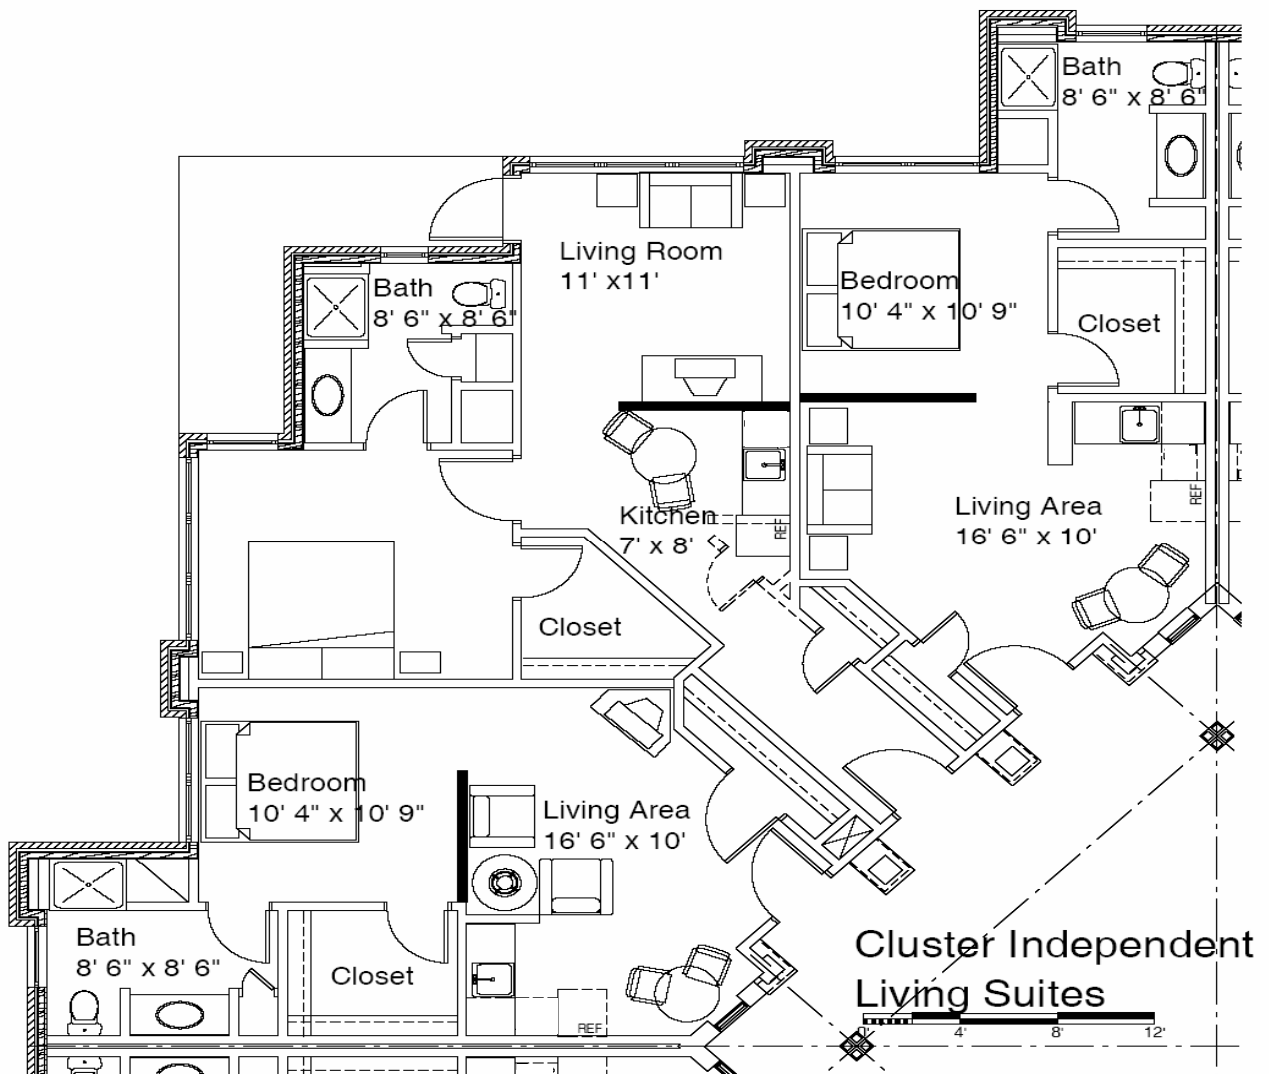 Bath
8' 6" x 8' 6"
Living Room
11' x11'
Bedroom
10' 4" x 10' 9"
Closet
Bath
8' 6" x 8' 6"
Kitchen
7' x 8'
REF
Living Area
16' 6" x 10'
REF
Closet
Bedroom
10' 4" x 10' 9"
Living Area
16' 6" x 10'
Bath
8' 6" x 8' 6"
Closet
REF
Cluster Independent
Living Suites
0' 4' 8' 12'